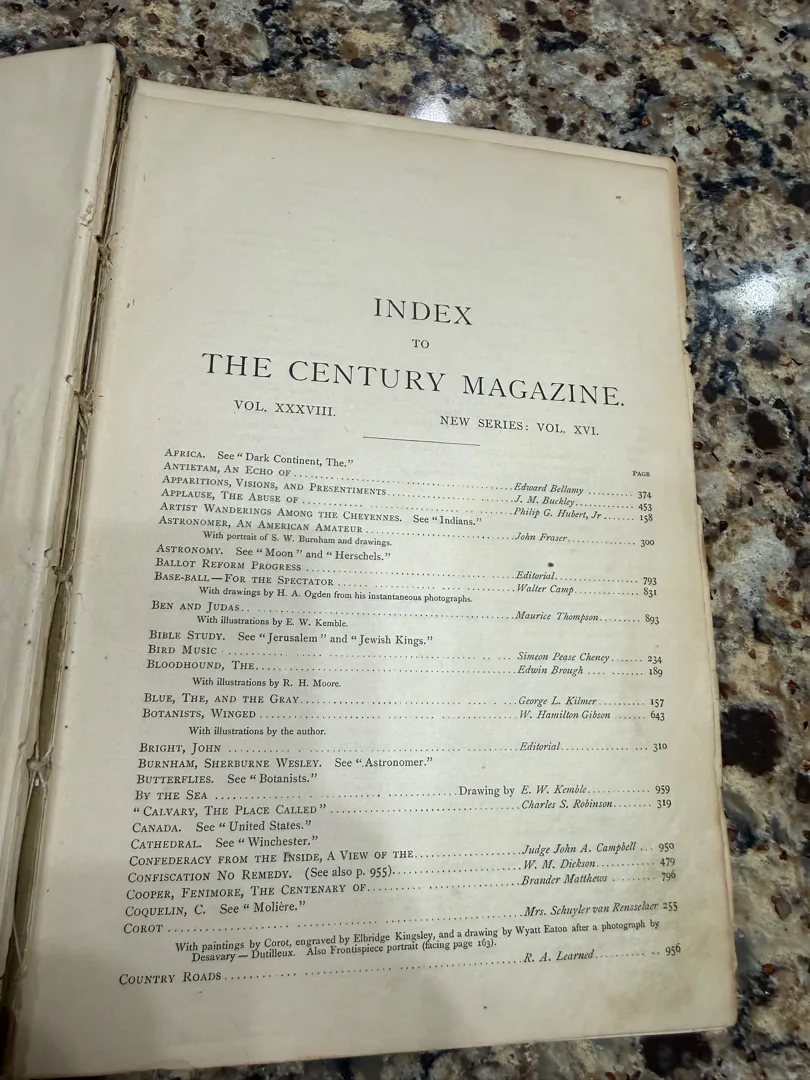 INDEX
TO
THE CENTURY MAGAZINE.
VOL. XXXVIII. NEW SERIES: VOL. XVI.
PAGE
AFRICA. See "Dark Continent, The."
ANTIETAM, AN ECHO OF ........ Edward Bellamy ........ 374
APPARITIONS, VISIONS, AND PRESENTIMENTS ........ J. M. Buckley ........ 453
APPLAUSE, THE ABUSE OF ........ Philip G. Hubert, Jr ........ 158
ARTIST WANDERINGS AMONG THE CHEYENNES. See "Indians."
ASTRONOMER, AN AMERICAN AMATEUR ........ John Fraser ........ 300
With portrait of S. W. Burnham and drawings.
ASTRONOMY. See "Moon" and "Herschels."
BALLOT REFORM PROGRESS ........ Editorial ........ 793
BASE-BALL — FOR THE SPECTATOR ........ Walter Camp ........ 831
With drawings by H. A. Ogden from his instantaneous photographs.
BEN AND JUDAS ........ Maurice Thompson ........ 893
With illustrations by E. W. Kemble.
BIBLE STUDY. See "Jerusalem" and "Jewish Kings."
BIRD MUSIC ........ Simeon Pease Cheney ........ 234
BLOODHOUND, THE ........ Edwin Brough ........ 189
With illustrations by R. H. Moore.
BLUE, THE, AND THE GRAY ........ George L. Kilmer ........ 157
BOTANISTS, WINGED ........ W. Hamilton Gibson ........ 643
With illustrations by the author.
BRIGHT, JOHN ........ Editorial ........ 310
BURNHAM, SHERBURNE WESLEY. See "Astronomer."
BUTTERFLIES. See "Botanists."
BY THE SEA ........ Drawing by E. W. Kemble ........ 959
"CALVARY, THE PLACE CALLED" ........ Charles S. Robinson ........ 319
CANADA. See "United States."
CATHEDRAL. See "Winchester."
CONFEDERACY FROM THE INSIDE, A VIEW OF THE ........ Judge John A. Campbell ... 950
CONFISCATION NO REMEDY. (See also p. 955) ........ W. M. Dickson ........ 479
COOPER, FENIMORE, THE CENTENARY OF ........ Brander Matthews ........ 796
COQUELIN, C. See "Molière."
COROT ........ Mrs. Schuyler van Rensselaer 255
With paintings by Corot, engraved by Elbridge Kingsley, and a drawing by Wyatt Eaton after a photograph by
Desavary — Dutilleux. Also Frontispiece portrait (facing page 163).
COUNTRY ROADS ........ R. A. Learned ........ 956